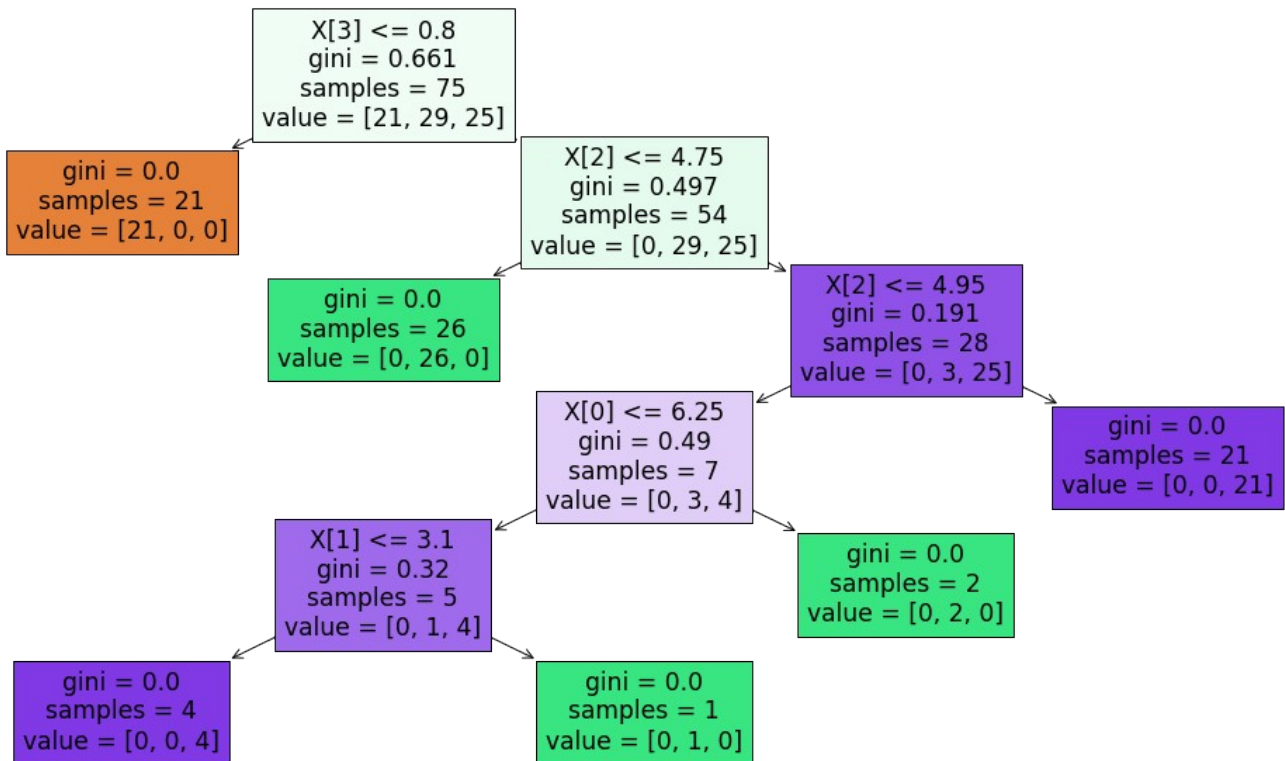 X[3] <= 0.8
gini = 0.661
samples = 75
value = [21, 29, 25]
gini = 0.0
samples = 21
value = [21, 0, 0]
X[2] <= 4.75
gini = 0.497
samples = 54
value = [0, 29, 25]
gini = 0.0
samples = 26
value = [0, 26, 0]
X[2] <= 4.95
gini = 0.191
samples = 28
value = [0, 3, 25]
X[0] <= 6.25
gini = 0.49
samples = 7
value = [0, 3, 4]
gini = 0.0
samples = 21
value = [0, 0, 21]
X[1] <= 3.1
gini = 0.32
samples = 5
value = [0, 1, 4]
gini = 0.0
samples = 2
value = [0, 2, 0]
gini = 0.0
samples = 4
value = [0, 0, 4]
gini = 0.0
samples = 1
value = [0, 1, 0]